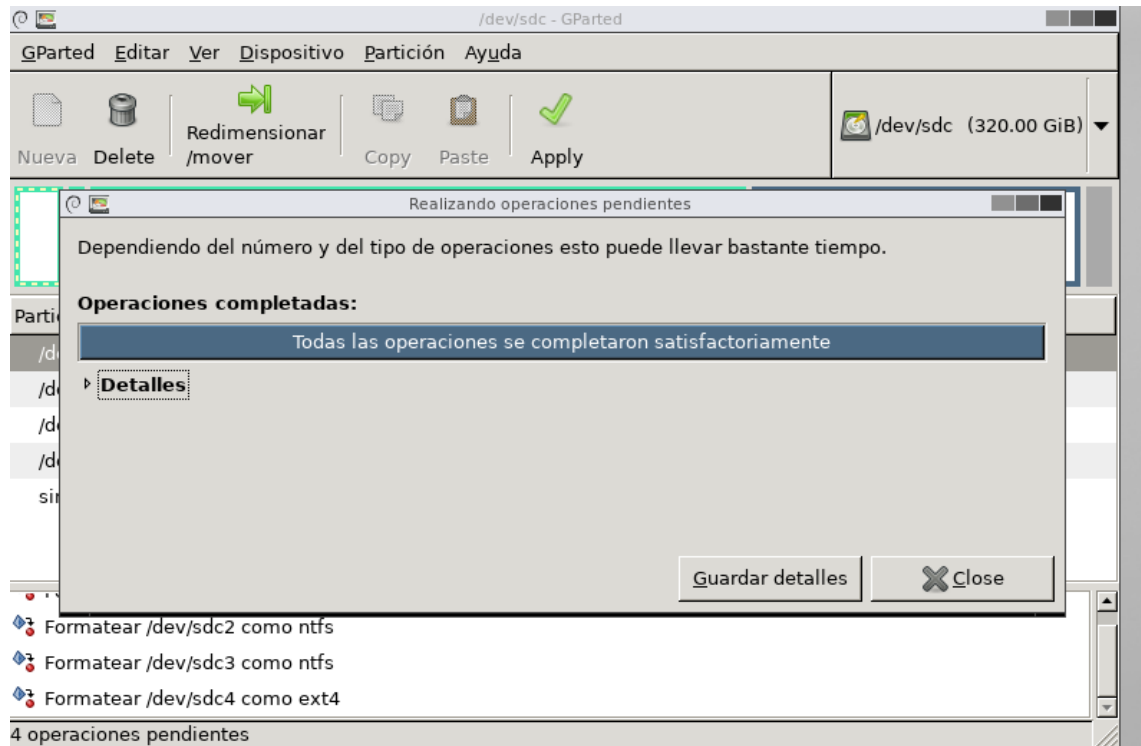 /dev/sdc - GParted
GParted Editar Ver Dispositivo Partición Ayuda
Nueva Delete Redimensionar
/mover Copy Paste Apply /dev/sdc (320.00 GiB)
Realizando operaciones pendientes
Dependiendo del número y del tipo de operaciones esto puede llevar bastante tiempo.
Operaciones completadas:
Todas las operaciones se completaron satisfactoriamente
Detalles
Guardar detalles Close
Formatear /dev/sdc2 como ntfs
Formatear /dev/sdc3 como ntfs
Formatear /dev/sdc4 como ext4
4 operaciones pendientes